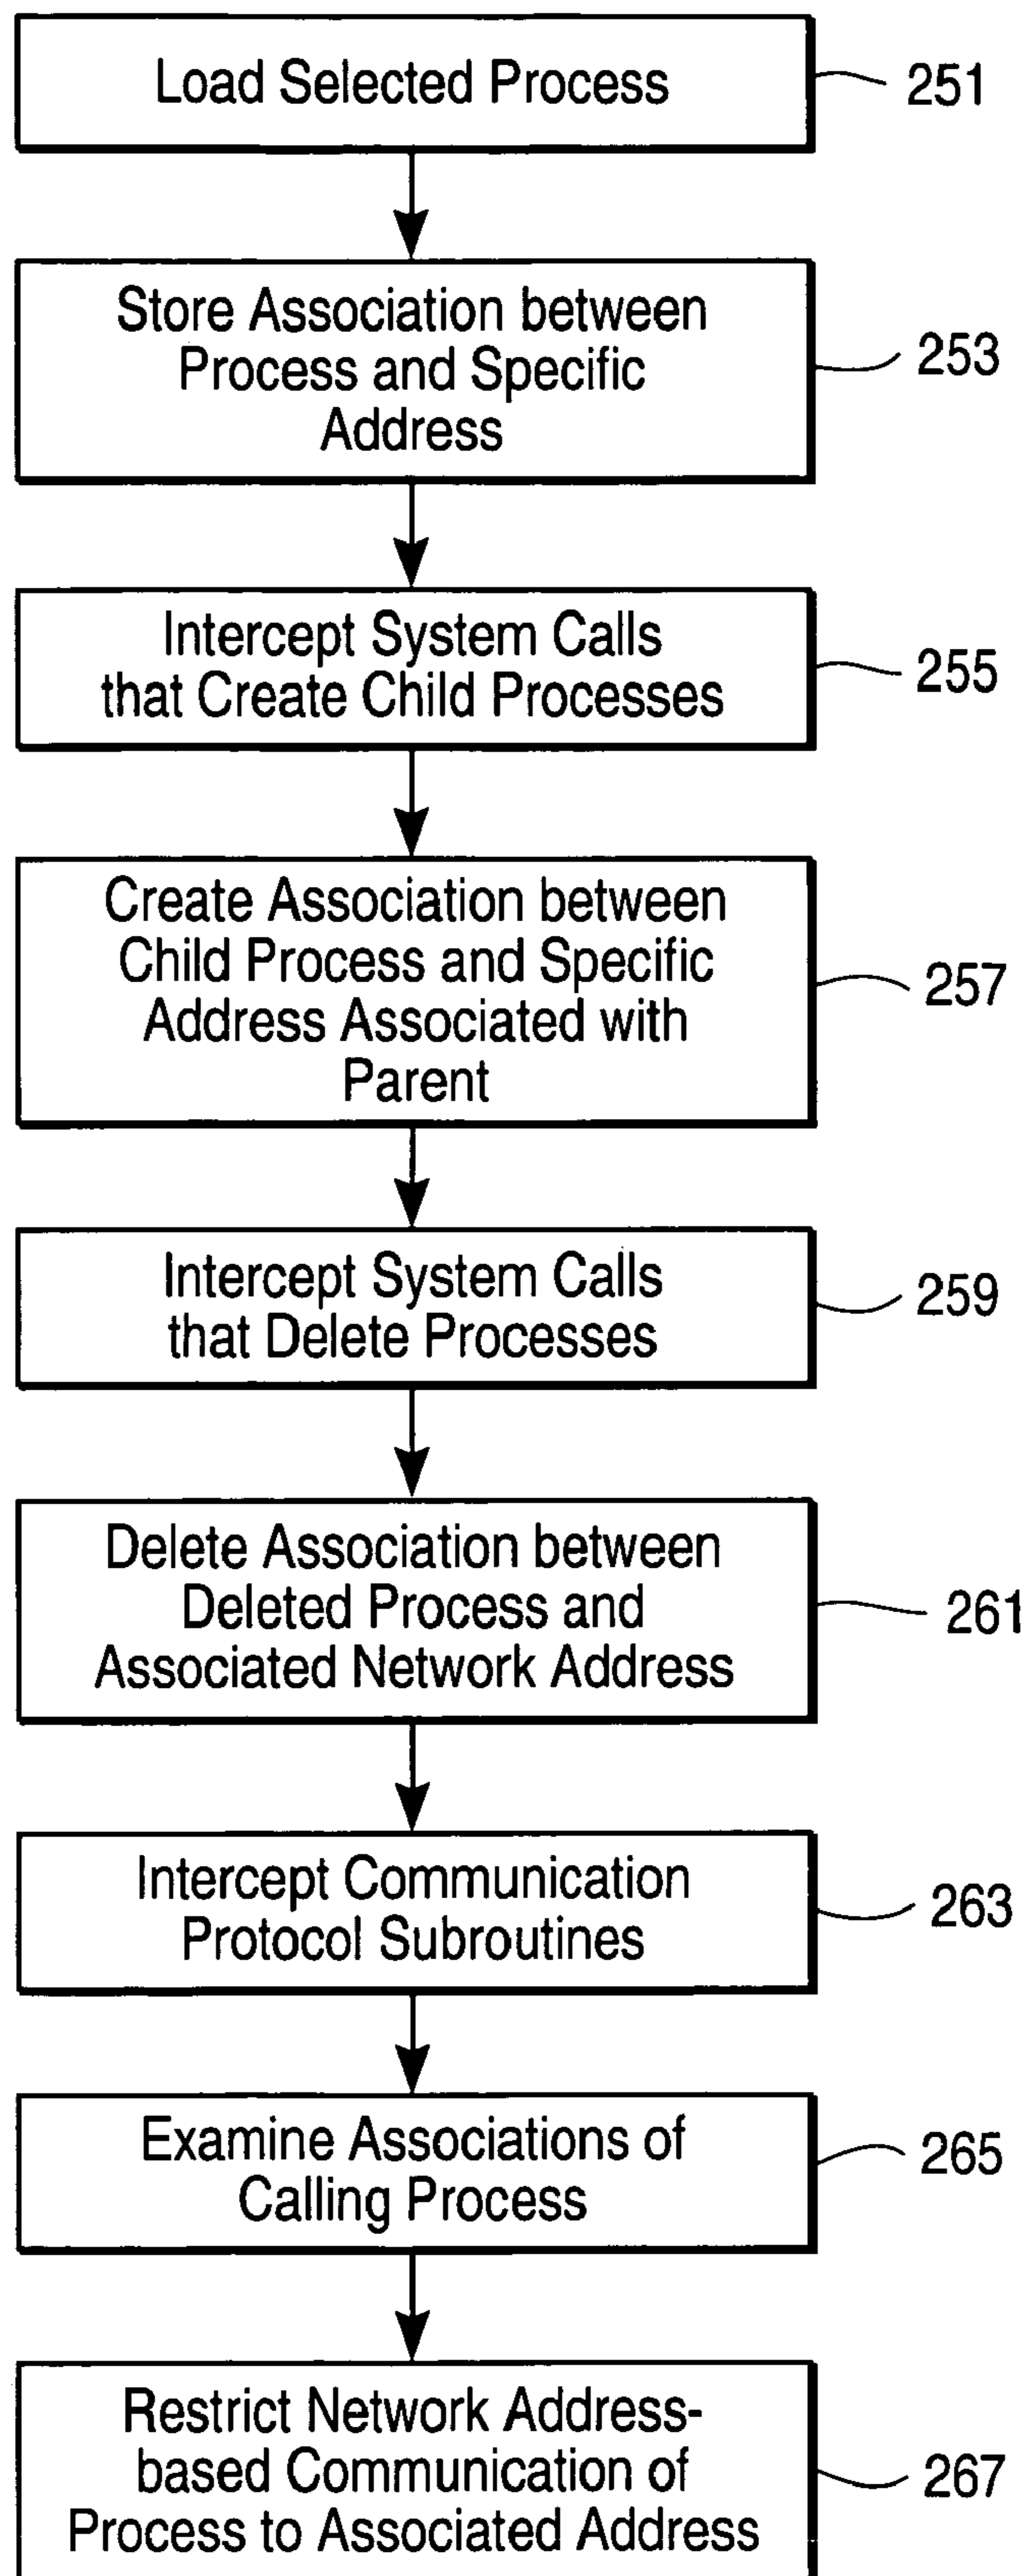 Load Selected Process
251
Store Association between
Process and Specific
Address
253
Intercept System Calls
that Create Child Processes
255
Create Association between
Child Process and Specific
Address Associated with
Parent
257
Intercept System Calls
that Delete Processes
259
Delete Association between
Deleted Process and
Associated Network Address
261
Intercept Communication
Protocol Subroutines
263
Examine Associations of
Calling Process
265
Restrict Network Address-
based Communication of
Process to Associated Address
267